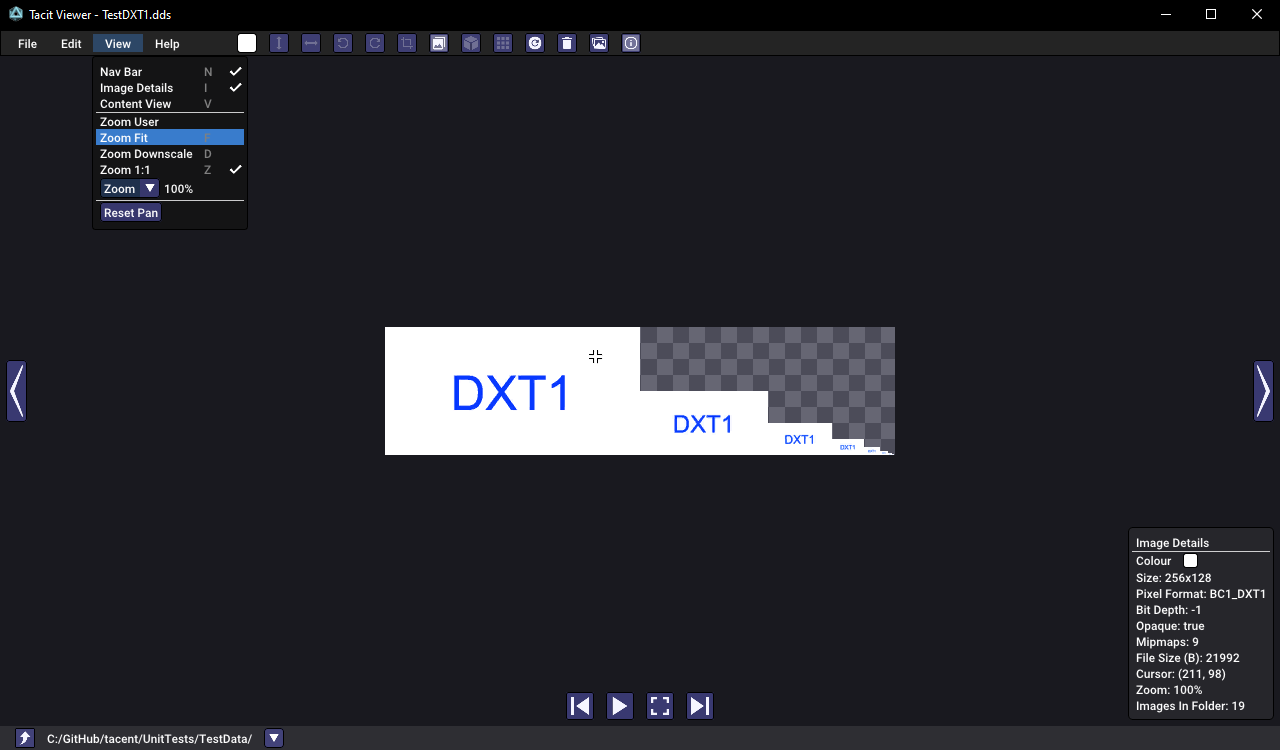 Tacit Viewer - TestDXT1.dds
File Edit View Help
Nav Bar N
Image Details I
Content View V
Zoom User
Zoom Fit F
Zoom Downscale D
Zoom 1:1 Z
Zoom 100%
Reset Pan
DXT1
DXT1
DXT1
DXT1
Image Details
Colour
Size: 256x128
Pixel Format: BC1_DXT1
Bit Depth: -1
Opaque: true
Mipmaps: 9
File Size (B): 21992
Cursor: (211, 98)
Zoom: 100%
Images In Folder: 19
C:/GitHub/tacent/UnitTests/TestData/